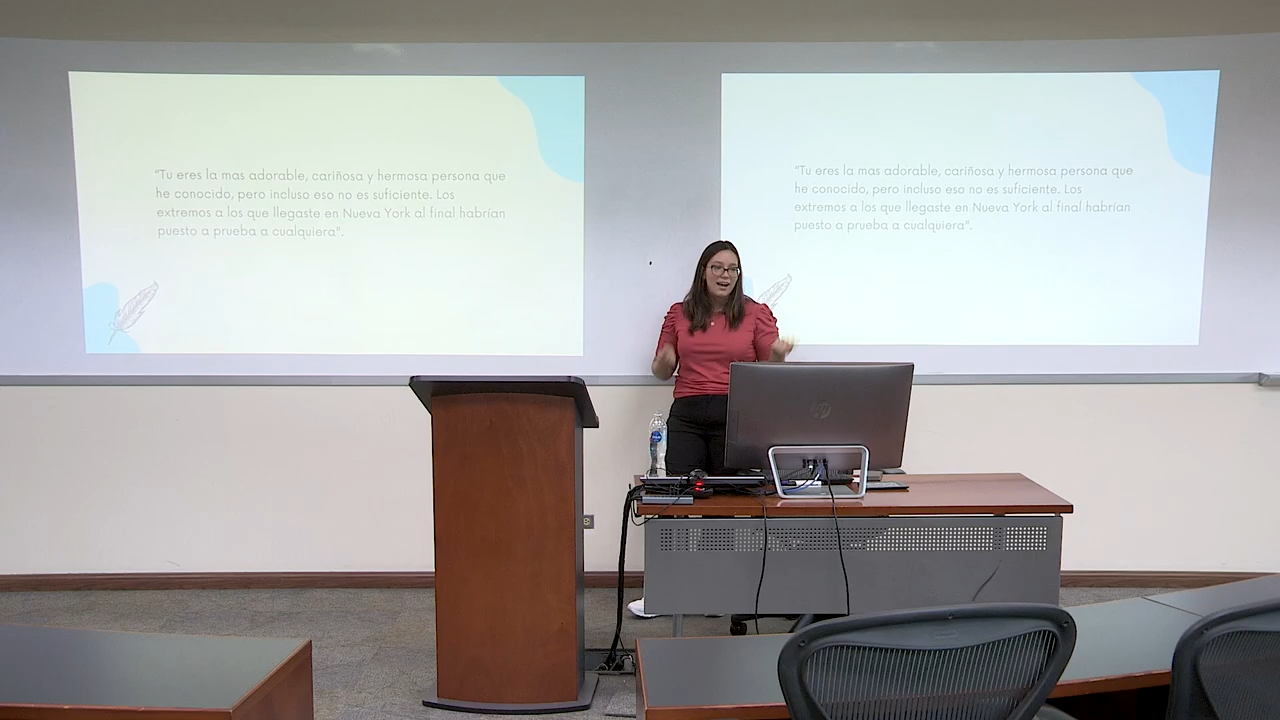 "Tu eres la mas adorable, cariñosa y hermosa persona que
he conocido, pero incluso eso no es suficiente. Los
extremos a los que llegaste en Nueva York al final habrían
puesto a prueba a cualquiera".
"Tu eres la mas adorable, cariñosa y hermosa persona que
he conocido, pero incluso eso no es suficiente. Los
extremos a los que llegaste en Nueva York al final habrían
puesto a prueba a cualquiera".
hp